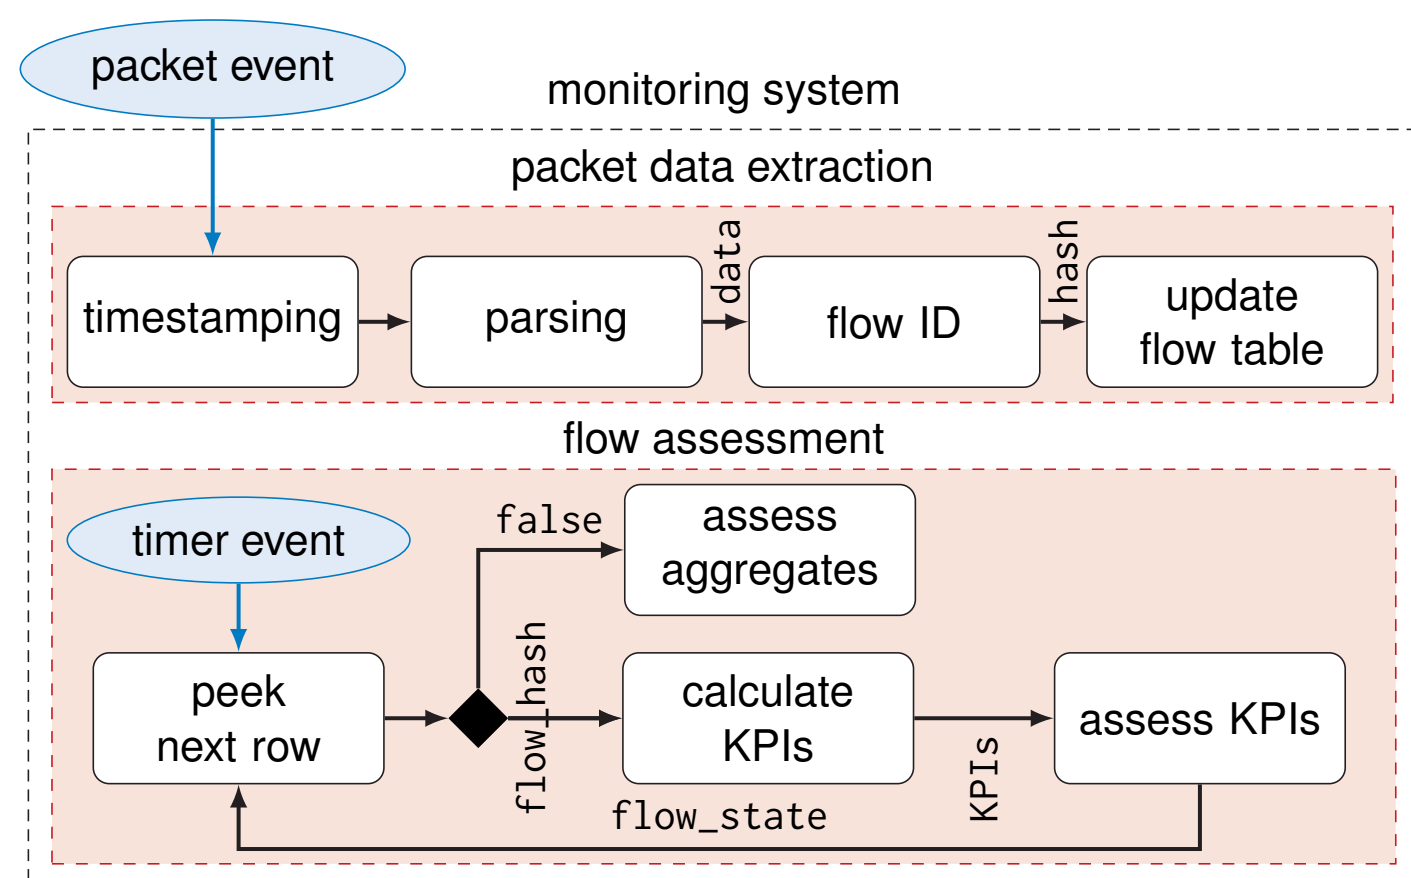 packet event
monitoring system
packet data extraction
timestamping
parsing
data
flow ID
hash
update
flow table
flow assessment
timer event
false
assess
aggregates
peek
next row
flow_hash
calculate
KPIs
KPIs
assess KPIs
flow_state